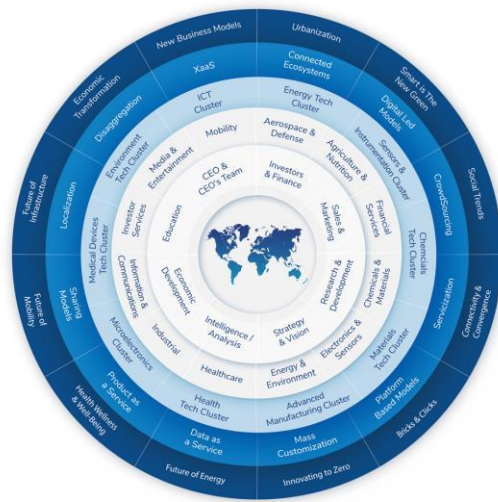 New Business Models
Urbanization
Smart is The
New Green
Social Trends
Connectivity &
Convergence
Bricks & Clicks
Innovating to Zero
Future of Energy
Health Wellness
& Well-Being
Future of
Mobility
Future of
Infrastructure
Economic
Transformation
XaaS
Connected
Ecosystems
Digital Led
Models
CrowdSourcing
Servicization
Platform
Based Models
Mass
Customization
Data as
a Service
Product as
a Service
Sharing
Models
Localization
Disaggregation
ICT
Cluster
Energy Tech
Cluster
Sensors &
Instrumentation Cluster
Chemcials
Tech Cluster
Materials
Tech Cluster
Advanced
Manufacturing Cluster
Health
Tech Cluster
Microelectronics
Cluster
Medical Devices
Tech Cluster
Environment
Tech Cluster
Mobility
Aerospace &
Defense
Agriculture &
Nutrition
Financial
Services
Chemicals &
Materials
Electronics &
Sensors
Energy &
Environment
Healthcare
Industrial
Information &
Communications
Investor
Services
Media &
Entertainment
Education
CEO &
CEO's Team
Investors
& Finance
Sales &
Marketing
Research &
Development
Strategy
& Vision
Intelligence /
Analysis
Economic
Development